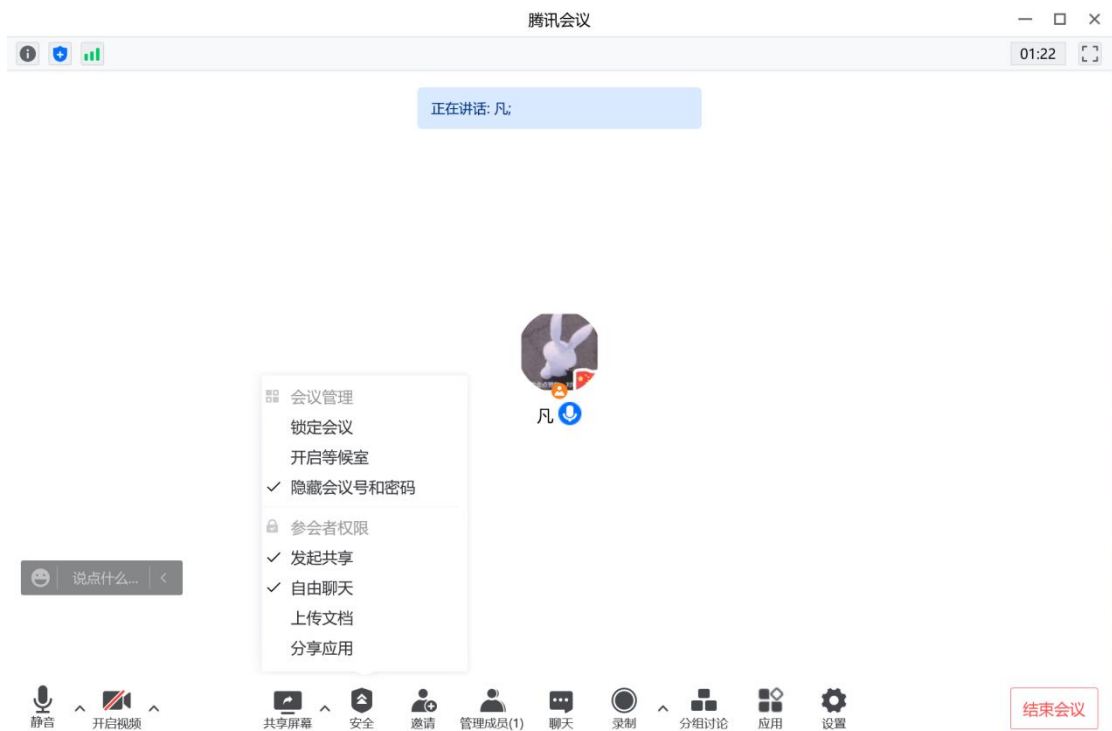 腾讯会议
01:22
正在讲话: 凡;
凡
会议管理
锁定会议
开启等候室
隐藏会议号和密码
参会者权限
发起共享
自由聊天
上传文档
分享应用
说点什么...
静音 开启视频 共享屏幕 安全 邀请 管理成员(1) 聊天 录制 分组讨论 应用 设置 结束会议